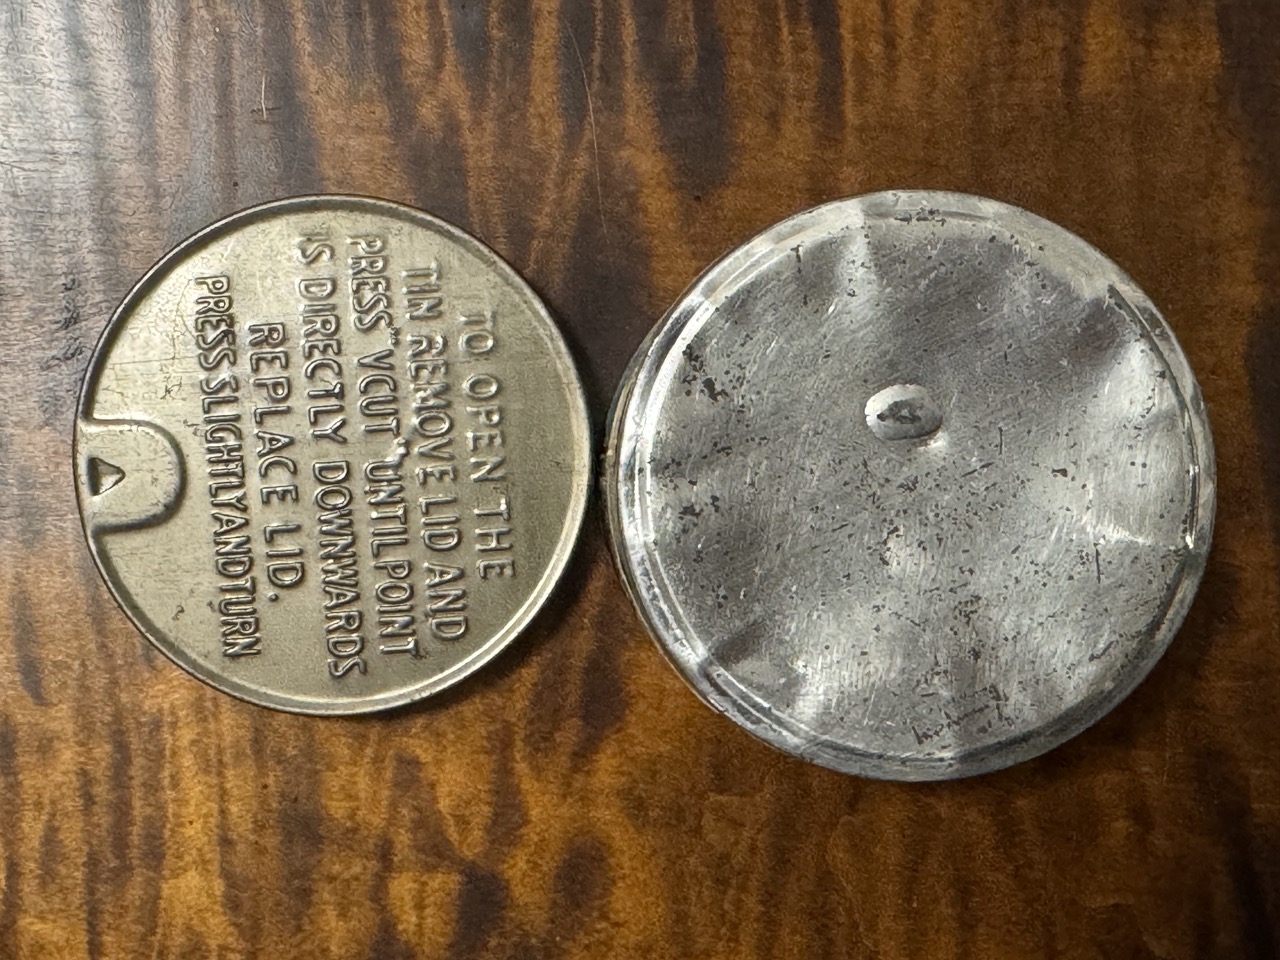 TO OPEN THE
TIN REMOVE LID AND
PRESS "VCUT" UNTIL POINT
IS DIRECTLY DOWNWARDS
REPLACE LID.
PRESS SLIGHTLY AND TURN